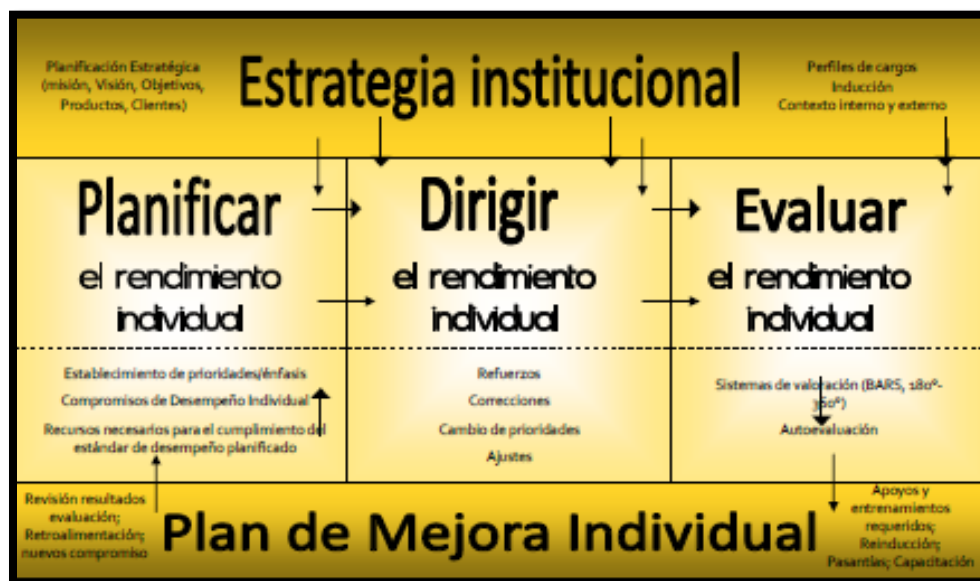 Planificación Estratégica
(misión, Visión, Objetivos,
Productos, Clientes)
Estrategia institucional
Perfiles de cargos
Inducción
Contexto interno y externo
Planificar
el rendimiento
individual
Dirigir
el rendimiento
individual
Evaluar
el rendimiento
individual
Establecimiento de prioridades/énfasis
Compromisos de Desempeño Individual
Recursos necesarios para el cumplimiento del
estándar de desempeño planificado
Refuerzos
Correcciones
Cambio de prioridades
Ajustes
Sistemas de valoración (BARS, 180º-
360º)
Autoevaluación
Revisión resultados
evaluación;
Retroalimentación;
nuevos compromiso
Plan de Mejora Individual
Apoyos y
entrenamientos
requeridos;
Reinducción;
Pasantías; Capacitación